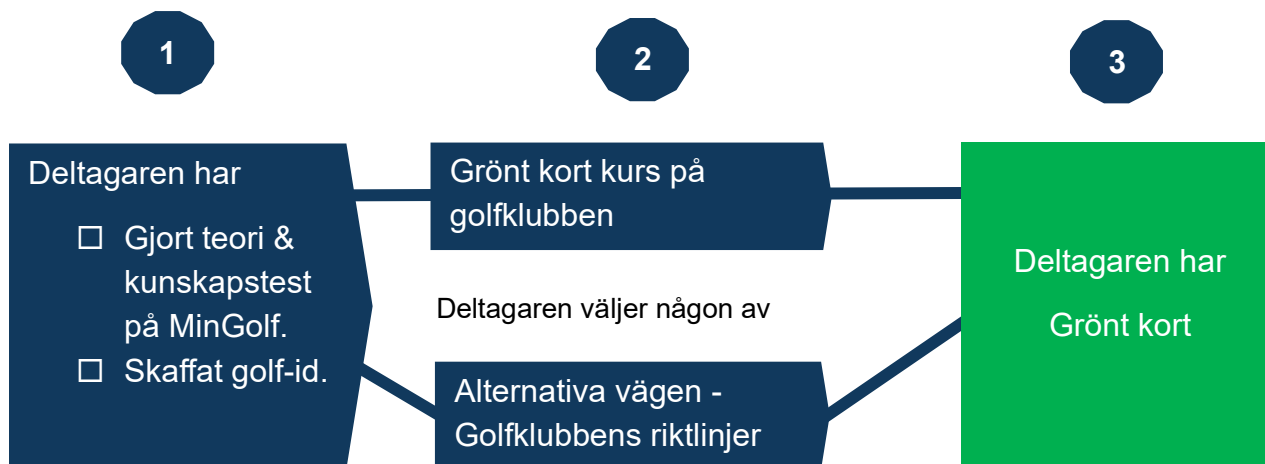 1
2
3
Deltagaren har
☐ Gjort teori &
kunskapstest
på MinGolf.
☐ Skaffat golf-id.
Grönt kort kurs på
golfklubben
Deltagaren väljer någon av
Alternativa vägen -
Golfklubbens riktlinjer
Deltagaren har
Grönt kort